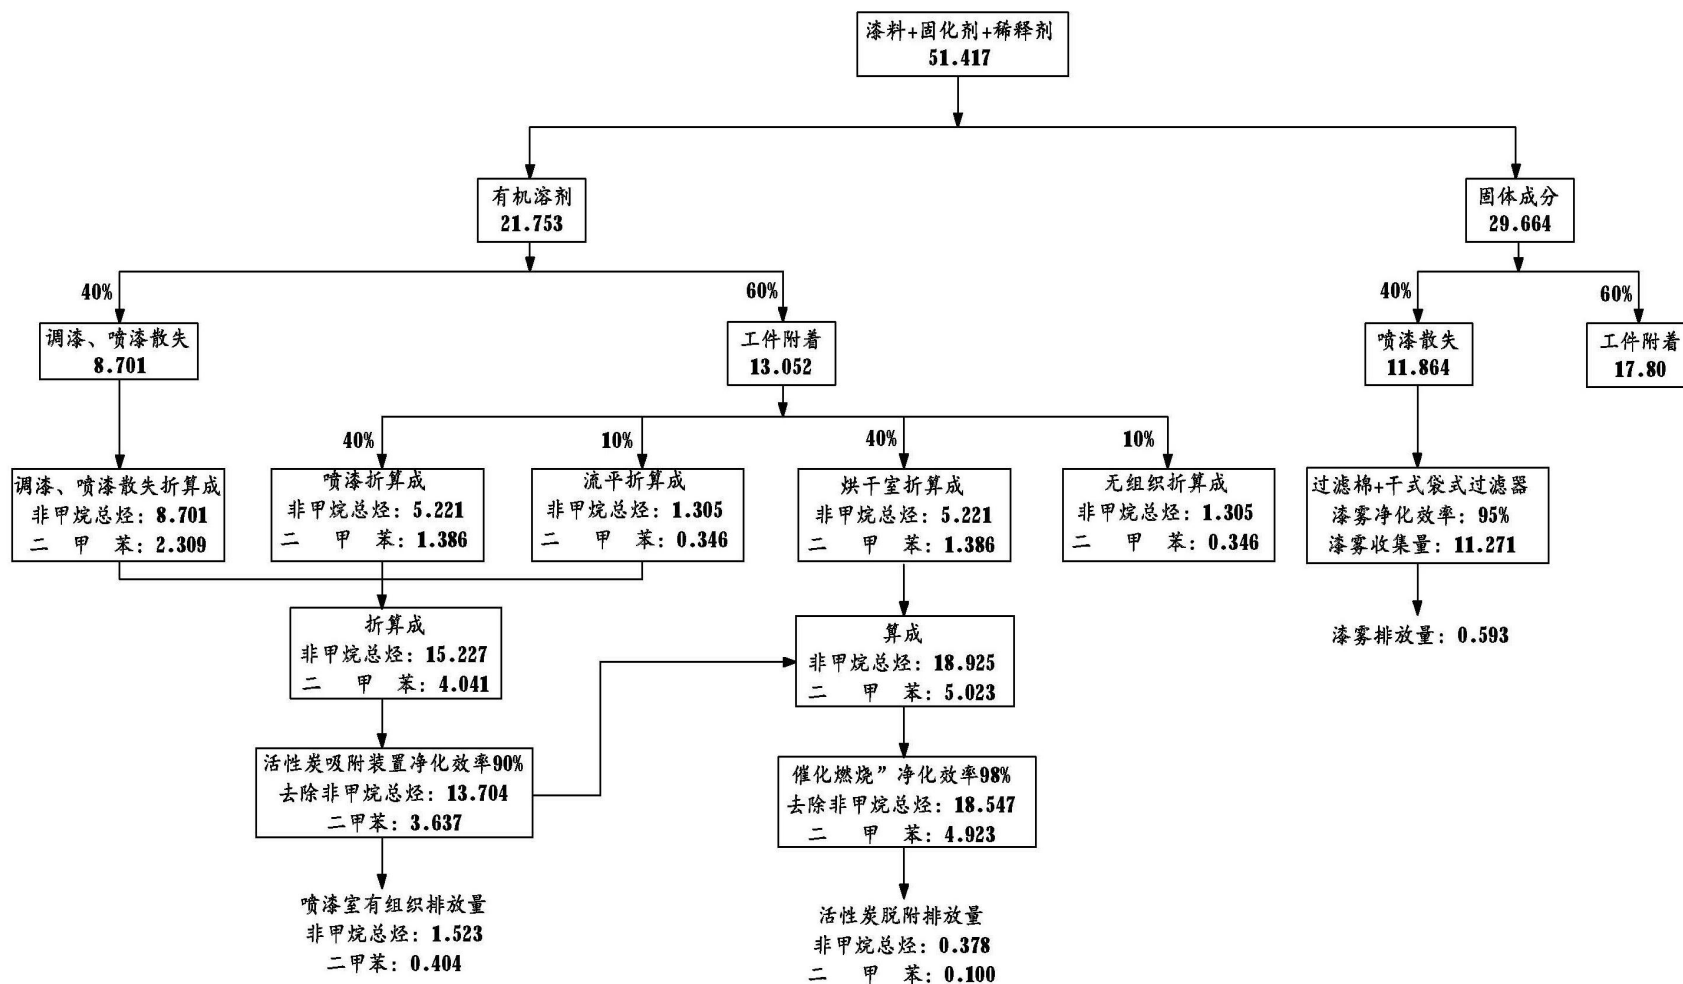 漆料+固化剂+稀释剂
51.417
有机溶剂
21.753
固体成分
29.664
40%
60%
40%
60%
调漆、喷漆散失
8.701
工件附着
13.052
喷漆散失
11.864
工件附着
17.80
40%
10%
40%
10%
调漆、喷漆散失折算成
非甲烷总烃：8.701
二 甲 苯：2.309
喷漆折算成
非甲烷总烃：5.221
二 甲 苯：1.386
流平折算成
非甲烷总烃：1.305
二 甲 苯：0.346
烘干室折算成
非甲烷总烃：5.221
二 甲 苯：1.386
无组织折算成
非甲烷总烃：1.305
二 甲 苯：0.346
过滤棉+干式袋式过滤器
漆雾净化效率：95%
漆雾收集量：11.271
折算成
非甲烷总烃：15.227
二 甲 苯：4.041
算成
非甲烷总烃：18.925
二 甲 苯：5.023
漆雾排放量：0.593
活性炭吸附装置净化效率90%
去除非甲烷总烃：13.704
二甲苯：3.637
催化燃烧”净化效率98%
去除非甲烷总烃：18.547
二 甲 苯：4.923
喷漆室有组织排放量
非甲烷总烃：1.523
二甲苯：0.404
活性炭脱附排放量
非甲烷总烃：0.378
二 甲 苯：0.100